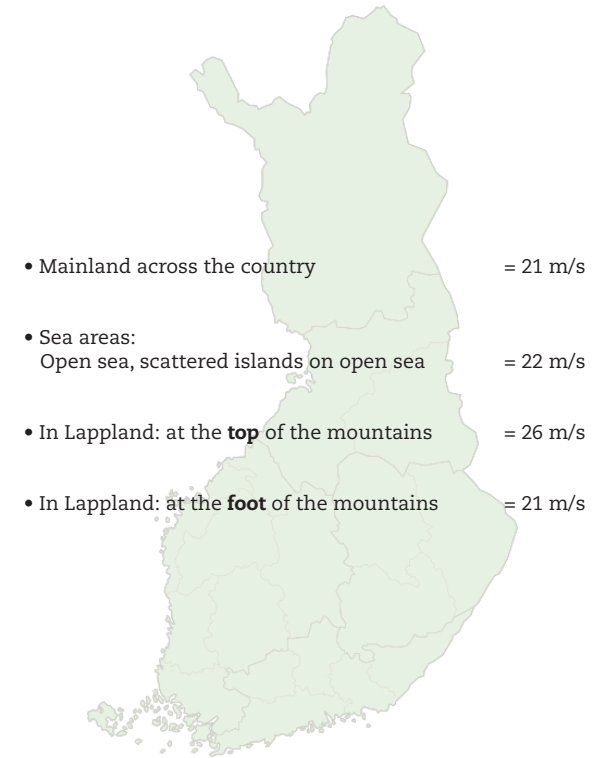 • Mainland across the country = 21 m/s
• Sea areas:
Open sea, scattered islands on open sea = 22 m/s
• In Lappland: at the top of the mountains = 26 m/s
• In Lappland: at the foot of the mountains = 21 m/s